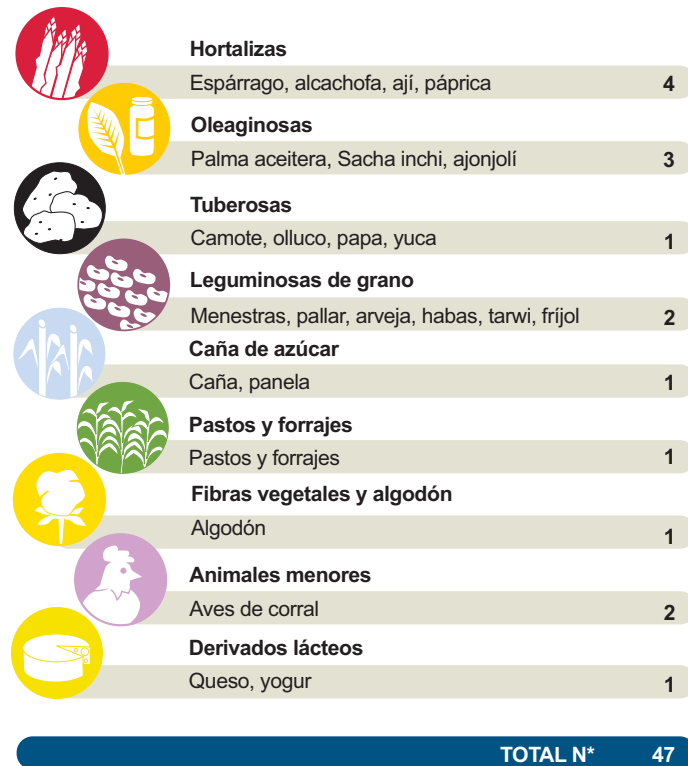 Hortalizas
Espárrago, alcachofa, ají, páprica 4
Oleaginosas
Palma aceitera, Sacha inchi, ajonjolí 3
Tuberosas
Camote, olluco, papa, yuca 1
Leguminosas de grano
Menestras, pallar, arveja, habas, tarwi, fríjol 2
Caña de azúcar
Caña, panela 1
Pastos y forrajes
Pastos y forrajes 1
Fibras vegetales y algodón
Algodón 1
Animales menores
Aves de corral 2
Derivados lácteos
Queso, yogur 1
TOTAL N* 47